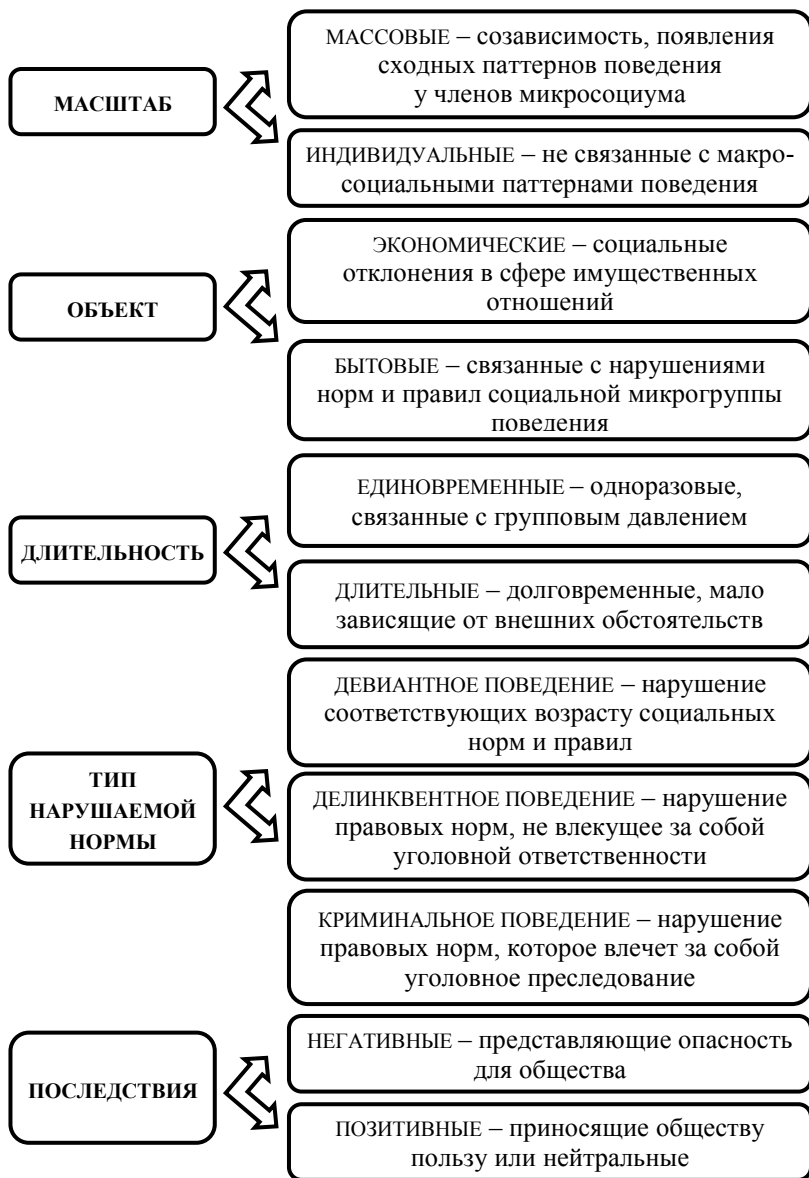 МАСШТАБ
МАССОВЫЕ – созависимость, появления
сходных паттернов поведения
у членов микросоциума
ИНДИВИДУАЛЬНЫЕ – не связанные с макро-
социальными паттернами поведения
ОБЪЕКТ
ЭКОНОМИЧЕСКИЕ – социальные
отклонения в сфере имущественных
отношений
БЫТОВЫЕ – связанные с нарушениями
норм и правил социальной микрогруппы
поведения
ДЛИТЕЛЬНОСТЬ
ЕДИНОВРЕМЕННЫЕ – одноразовые,
связанные с групповым давлением
ДЛИТЕЛЬНЫЕ – долговременные, мало
зависящие от внешних обстоятельств
ТИП
НАРУШАЕМОЙ
НОРМЫ
ДЕВИАНТНОЕ ПОВЕДЕНИЕ – нарушение
соответствующих возрасту социальных
норм и правил
ДЕЛИНКВЕНТНОЕ ПОВЕДЕНИЕ – нарушение
правовых норм, не влекущее за собой
уголовной ответственности
КРИМИНАЛЬНОЕ ПОВЕДЕНИЕ – нарушение
правовых норм, которое влечет за собой
уголовное преследование
ПОСЛЕДСТВИЯ
НЕГАТИВНЫЕ – представляющие опасность
для общества
ПОЗИТИВНЫЕ – приносящие обществу
пользу или нейтральные